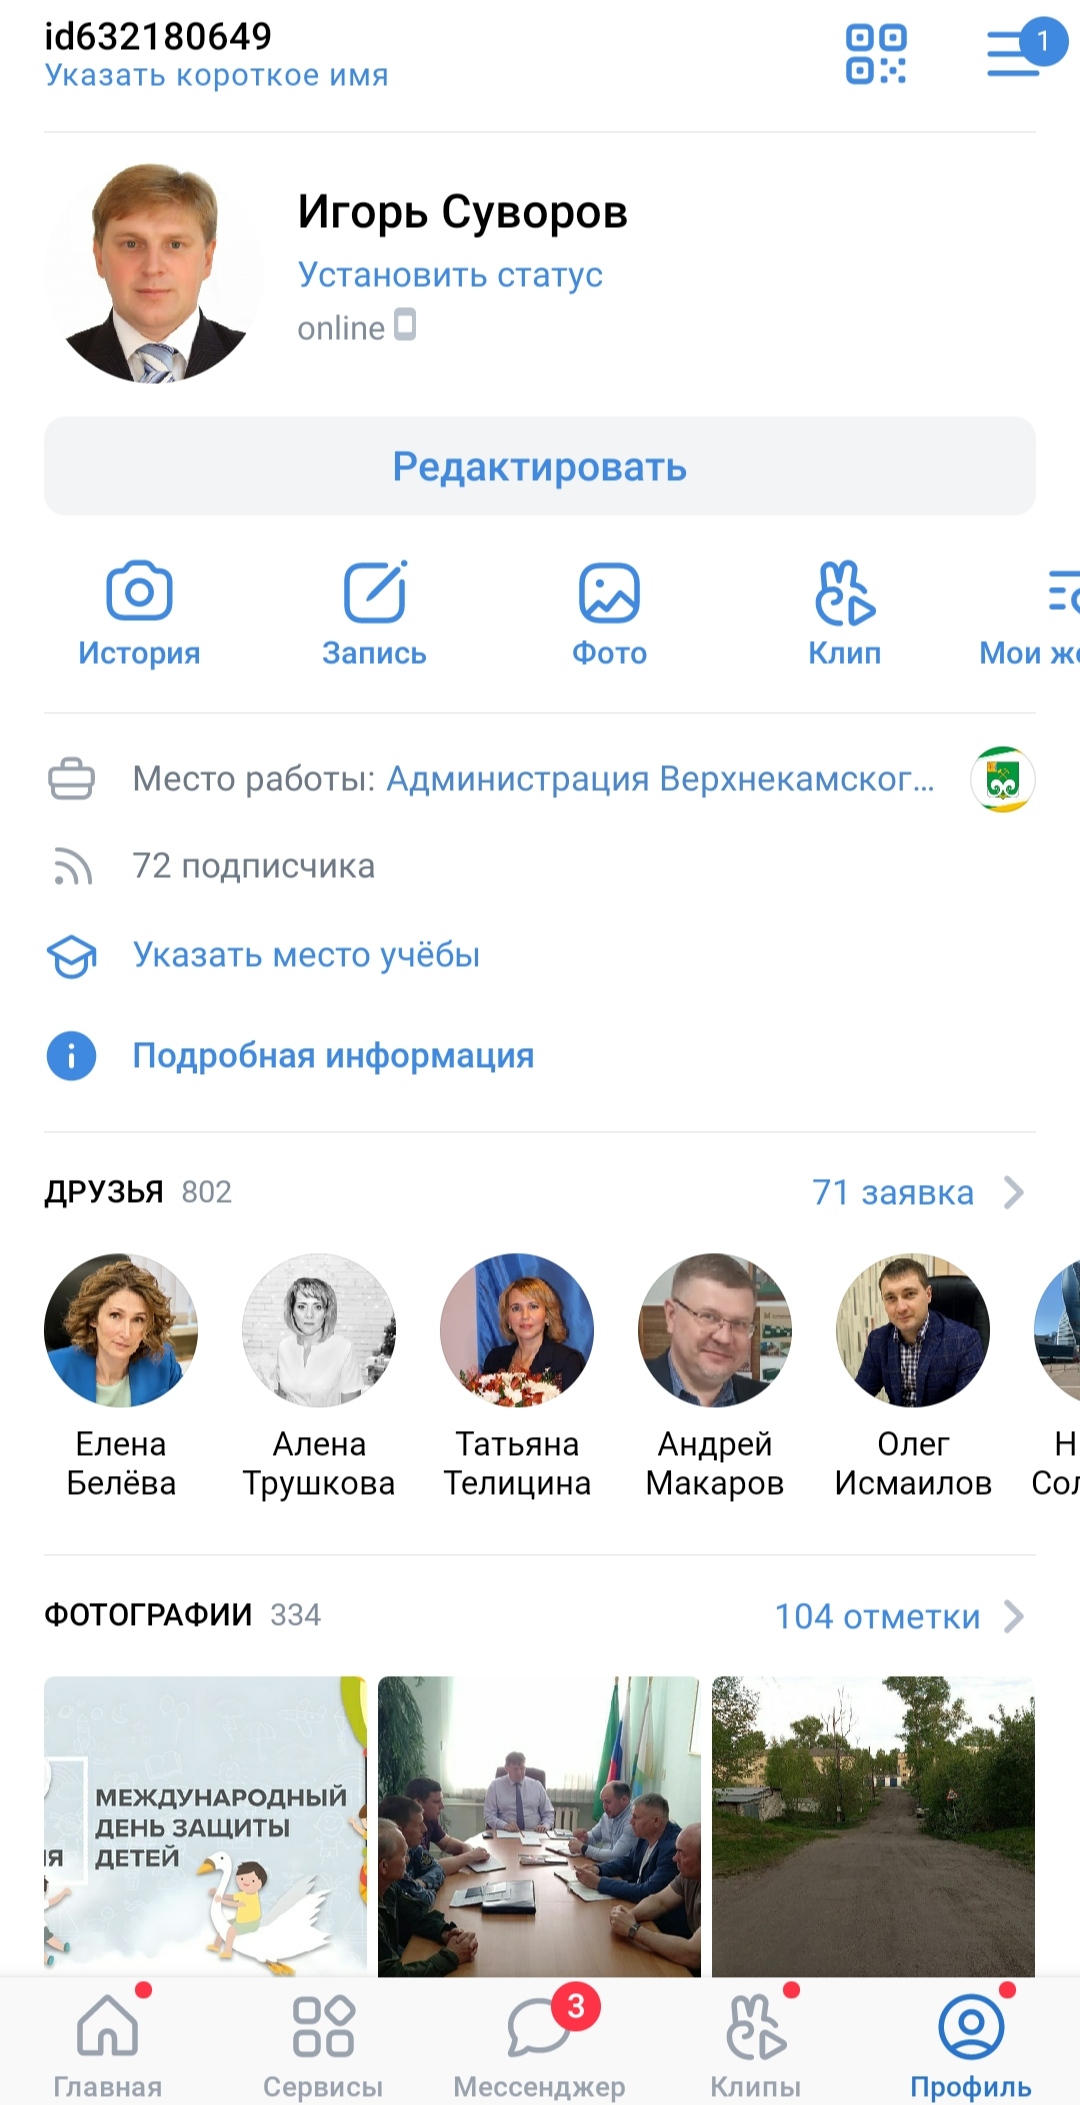 id632180649
Указать короткое имя
1
Игорь Суворов
Установить статус
online
Редактировать
История
Запись
Фото
Клип
Мои
Место работы: Администрация Верхнекамског...
72 подписчика
Указать место учёбы
Подробная информация
ДРУЗЬЯ 802
71 заявка
Елена
Белёва
Алена
Трушкова
Татьяна
Телицина
Андрей
Макаров
Олег
Исмаилов
ФОТОГРАФИИ 334
104 отметки
МЕЖДУНАРОДНЫЙ
ДЕНЬ ЗАЩИТЫ
ДЕТЕЙ
3
Главная
Сервисы
Мессенджер
Клипы
Профиль